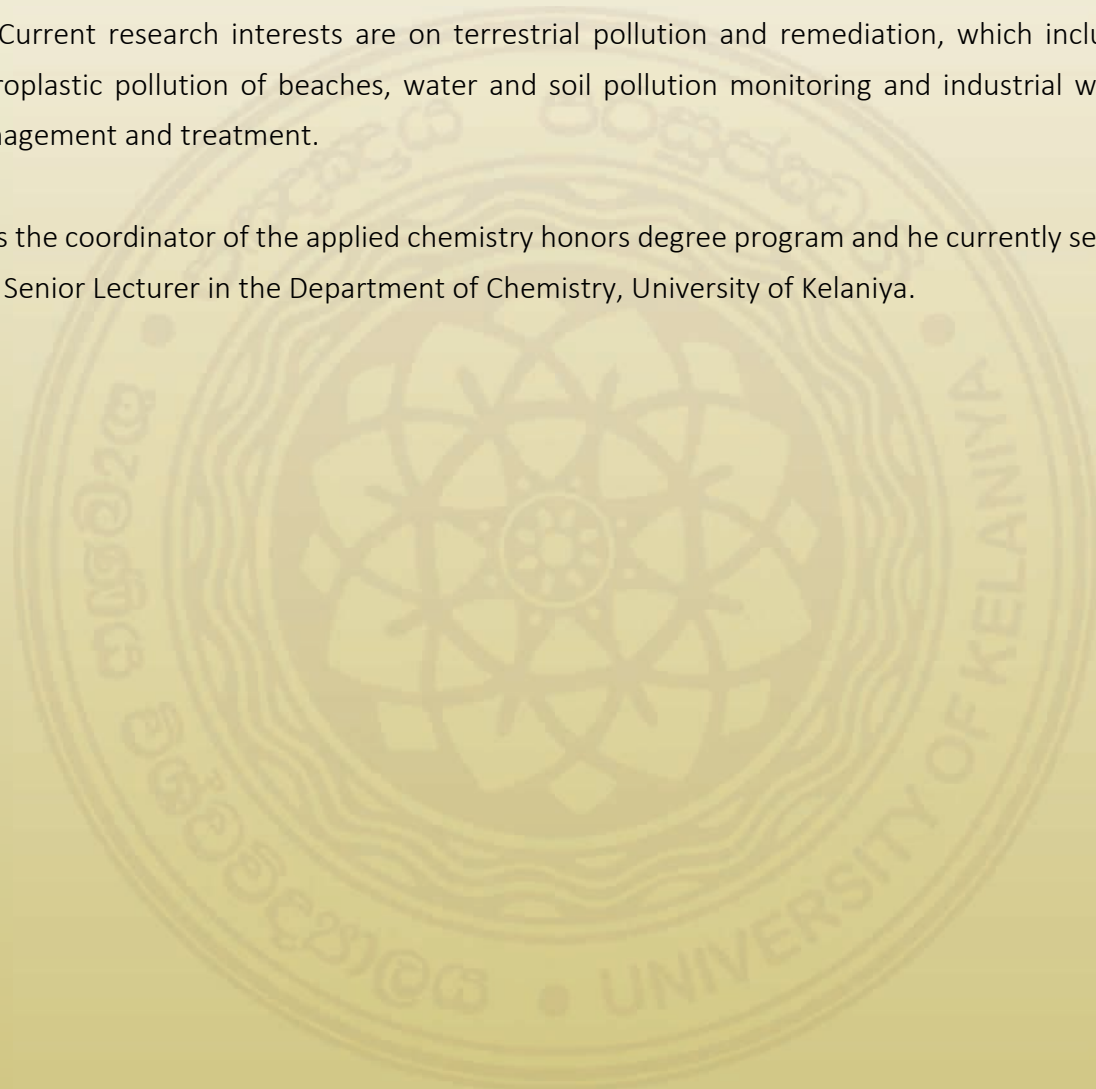 Current research interests are on terrestrial pollution and remediation, which inclu
roplastic pollution of beaches, water and soil pollution monitoring and industrial w
nagement and treatment.
s the coordinator of the applied chemistry honors degree program and he currently se
Senior Lecturer in the Department of Chemistry, University of Kelaniya.
විශ්වවිද්‍යාලය
UNIVERSITY OF KELANIYA